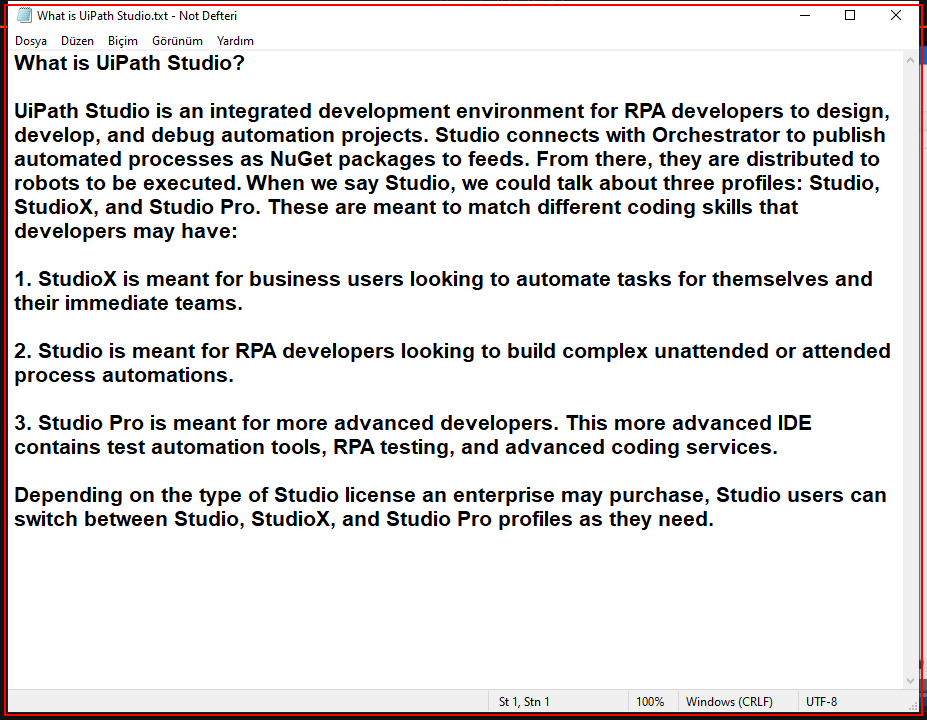 What is UiPath Studio.txt - Not Defteri
Dosya Düzen Biçim Görünüm Yardım
What is UiPath Studio?
UiPath Studio is an integrated development environment for RPA developers to design,
develop, and debug automation projects. Studio connects with Orchestrator to publish
automated processes as NuGet packages to feeds. From there, they are distributed to
robots to be executed. When we say Studio, we could talk about three profiles: Studio,
StudioX, and Studio Pro. These are meant to match different coding skills that
developers may have:
1. StudioX is meant for business users looking to automate tasks for themselves and
their immediate teams.
2. Studio is meant for RPA developers looking to build complex unattended or attended
process automations.
3. Studio Pro is meant for more advanced developers. This more advanced IDE
contains test automation tools, RPA testing, and advanced coding services.
Depending on the type of Studio license an enterprise may purchase, Studio users can
switch between Studio, StudioX, and Studio Pro profiles as they need.
St 1, Stn 1 100% Windows (CRLF) UTF-8